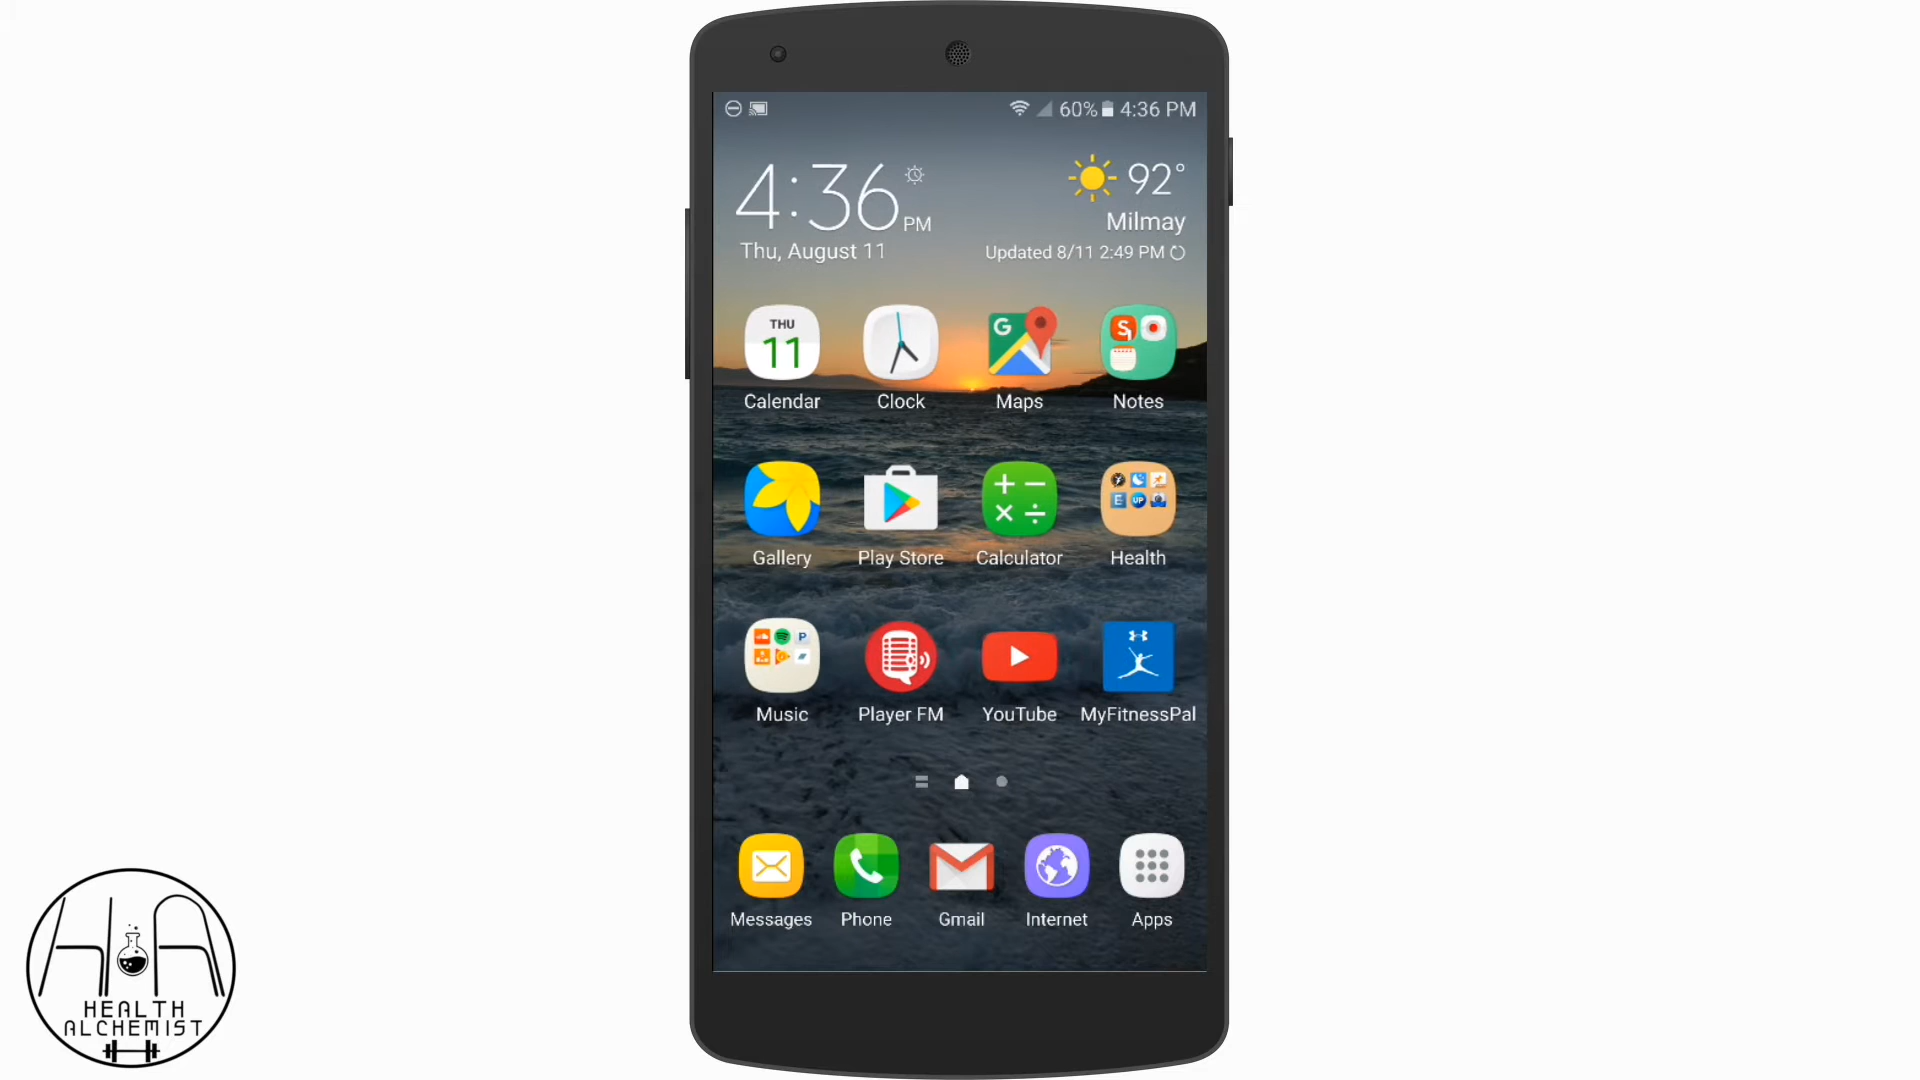 60% 4:36 PM
4:36 PM
92°
Milmay
Thu, August 11
Updated 8/11 2:49 PM
THU
11
Calendar Clock Maps Notes
Gallery Play Store Calculator Health
Music Player FM YouTube MyFitnessPal
Messages Phone Gmail Internet Apps
HA
HEALTH
ALCHEMIST